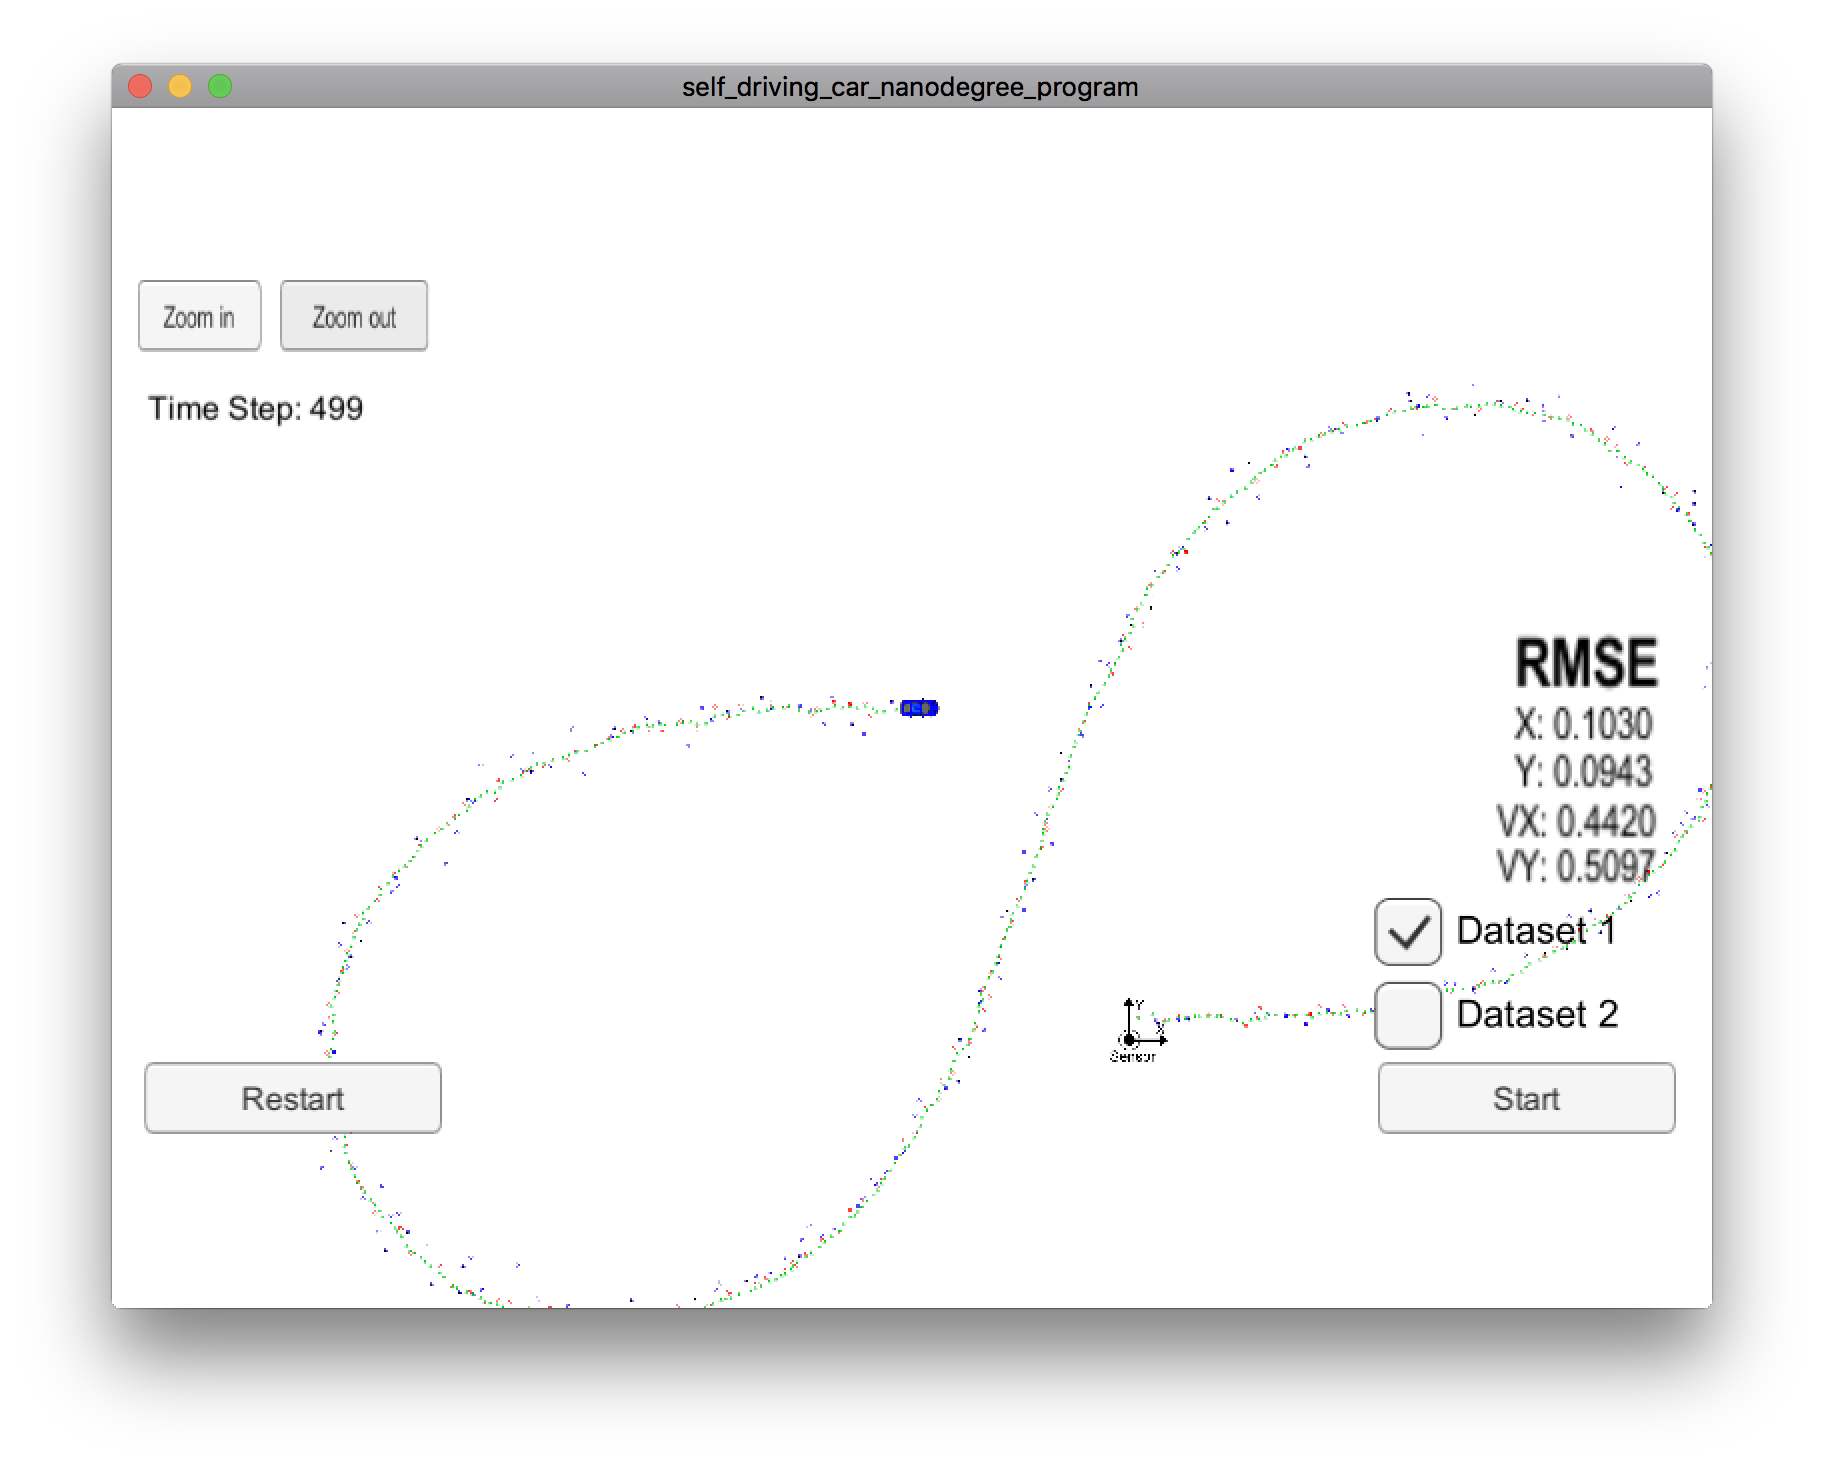 self_driving_car_nanodegree_program
Zoom in
Zoom out
Time Step: 499
RMSE
X: 0.1030
Y: 0.0943
VX: 0.4420
VY: 0.5097
Dataset 1
Dataset 2
Y
X
Sensor
Restart
Start